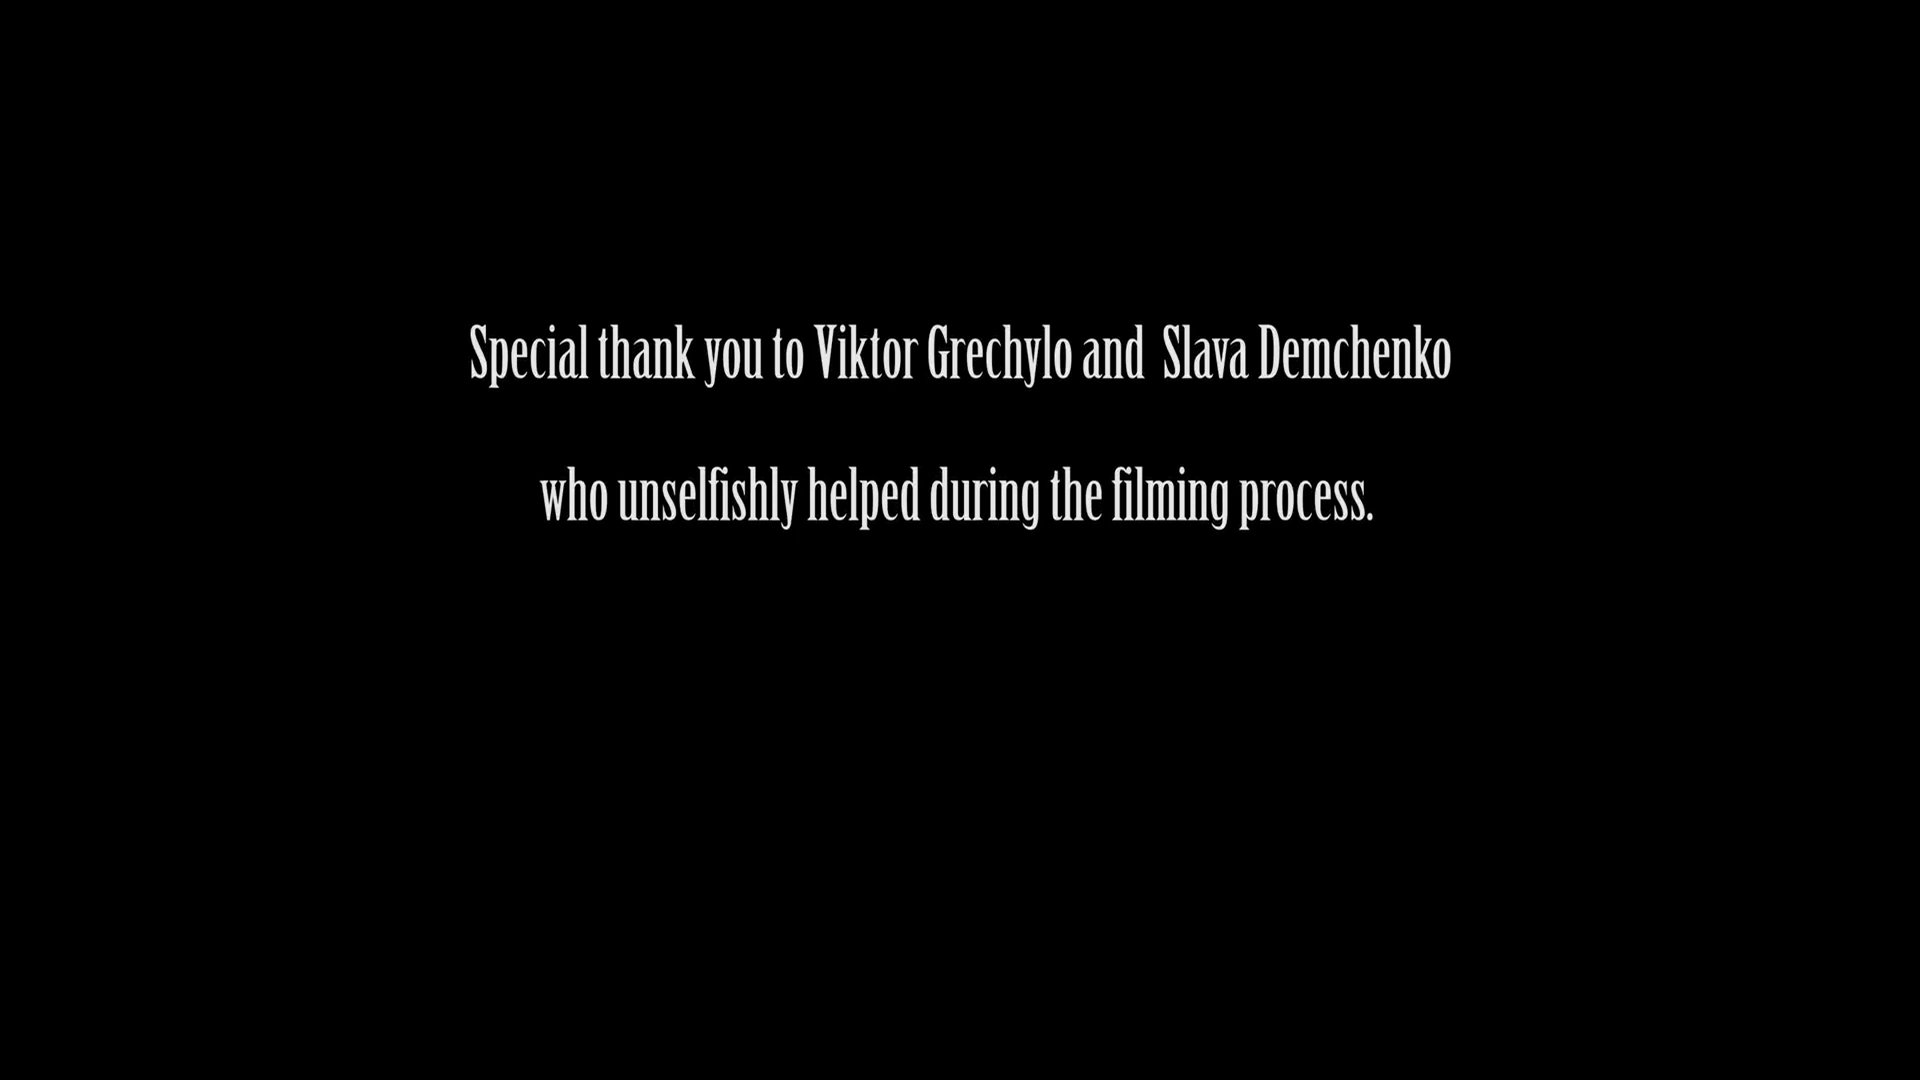 Special thank you to Viktor Grechylo and  Slava Demchenko
who unselfishly helped during the filming process.